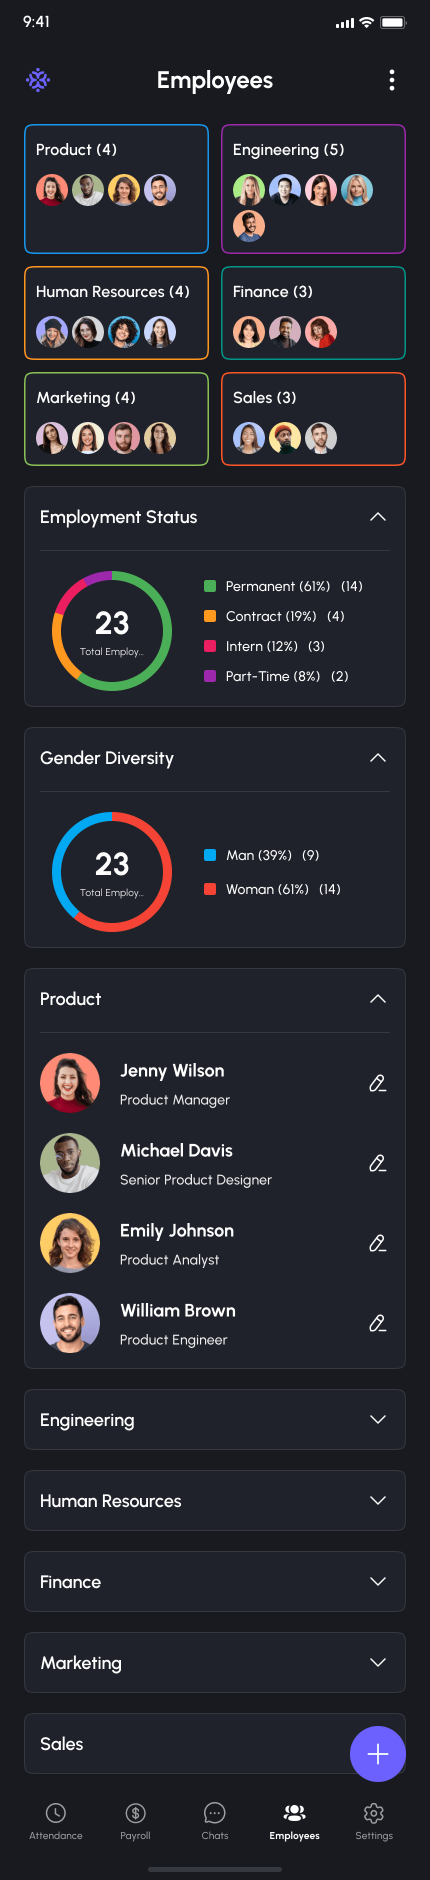 9:41
Employees
Product (4)
Engineering (5)
Human Resources (4)
Finance (3)
Marketing (4)
Sales (3)
Employment Status
23
Total Employ...
Permanent (61%) (14)
Contract (19%) (4)
Intern (12%) (3)
Part-Time (8%) (2)
Gender Diversity
23
Total Employ...
Man (39%) (9)
Woman (61%) (14)
Product
Jenny Wilson
Product Manager
Michael Davis
Senior Product Designer
Emily Johnson
Product Analyst
William Brown
Product Engineer
Engineering
Human Resources
Finance
Marketing
Sales
Attendance
Payroll
Chats
Employees
Settings